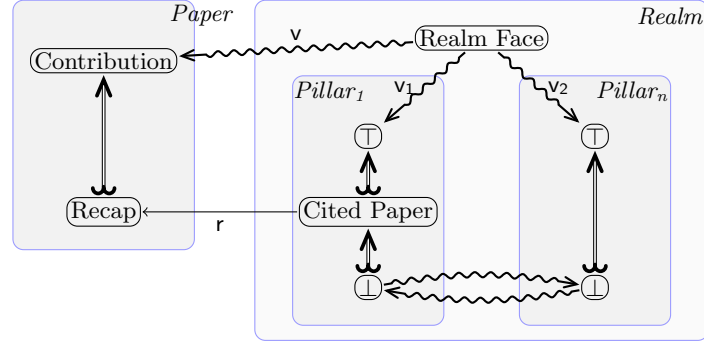 Paper
Realm
v
Realm Face
Contribution
Pillar₁
v₁
v₂
Pillarₙ
⊤
⊤
Recap
r
Cited Paper
⊥
⊥